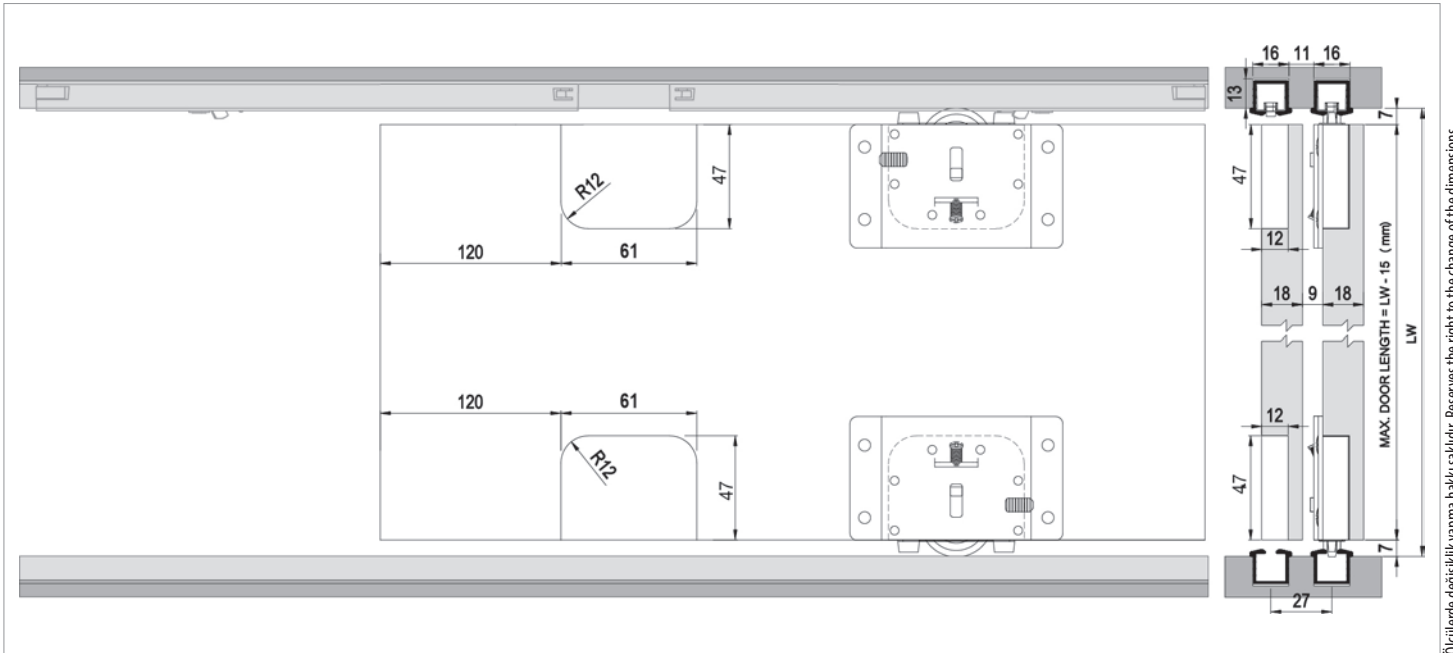 16 11 16
13
7
47
R12
47
120 61
12
18 9 18
MAX. DOOR LENGTH = LW - 15 ( mm)
LW
120 61
12
R12
47
47
7
27
Ölçülerde değişiklik yapma hakkı saklıdır. Reserves the right to the change of the dimensions